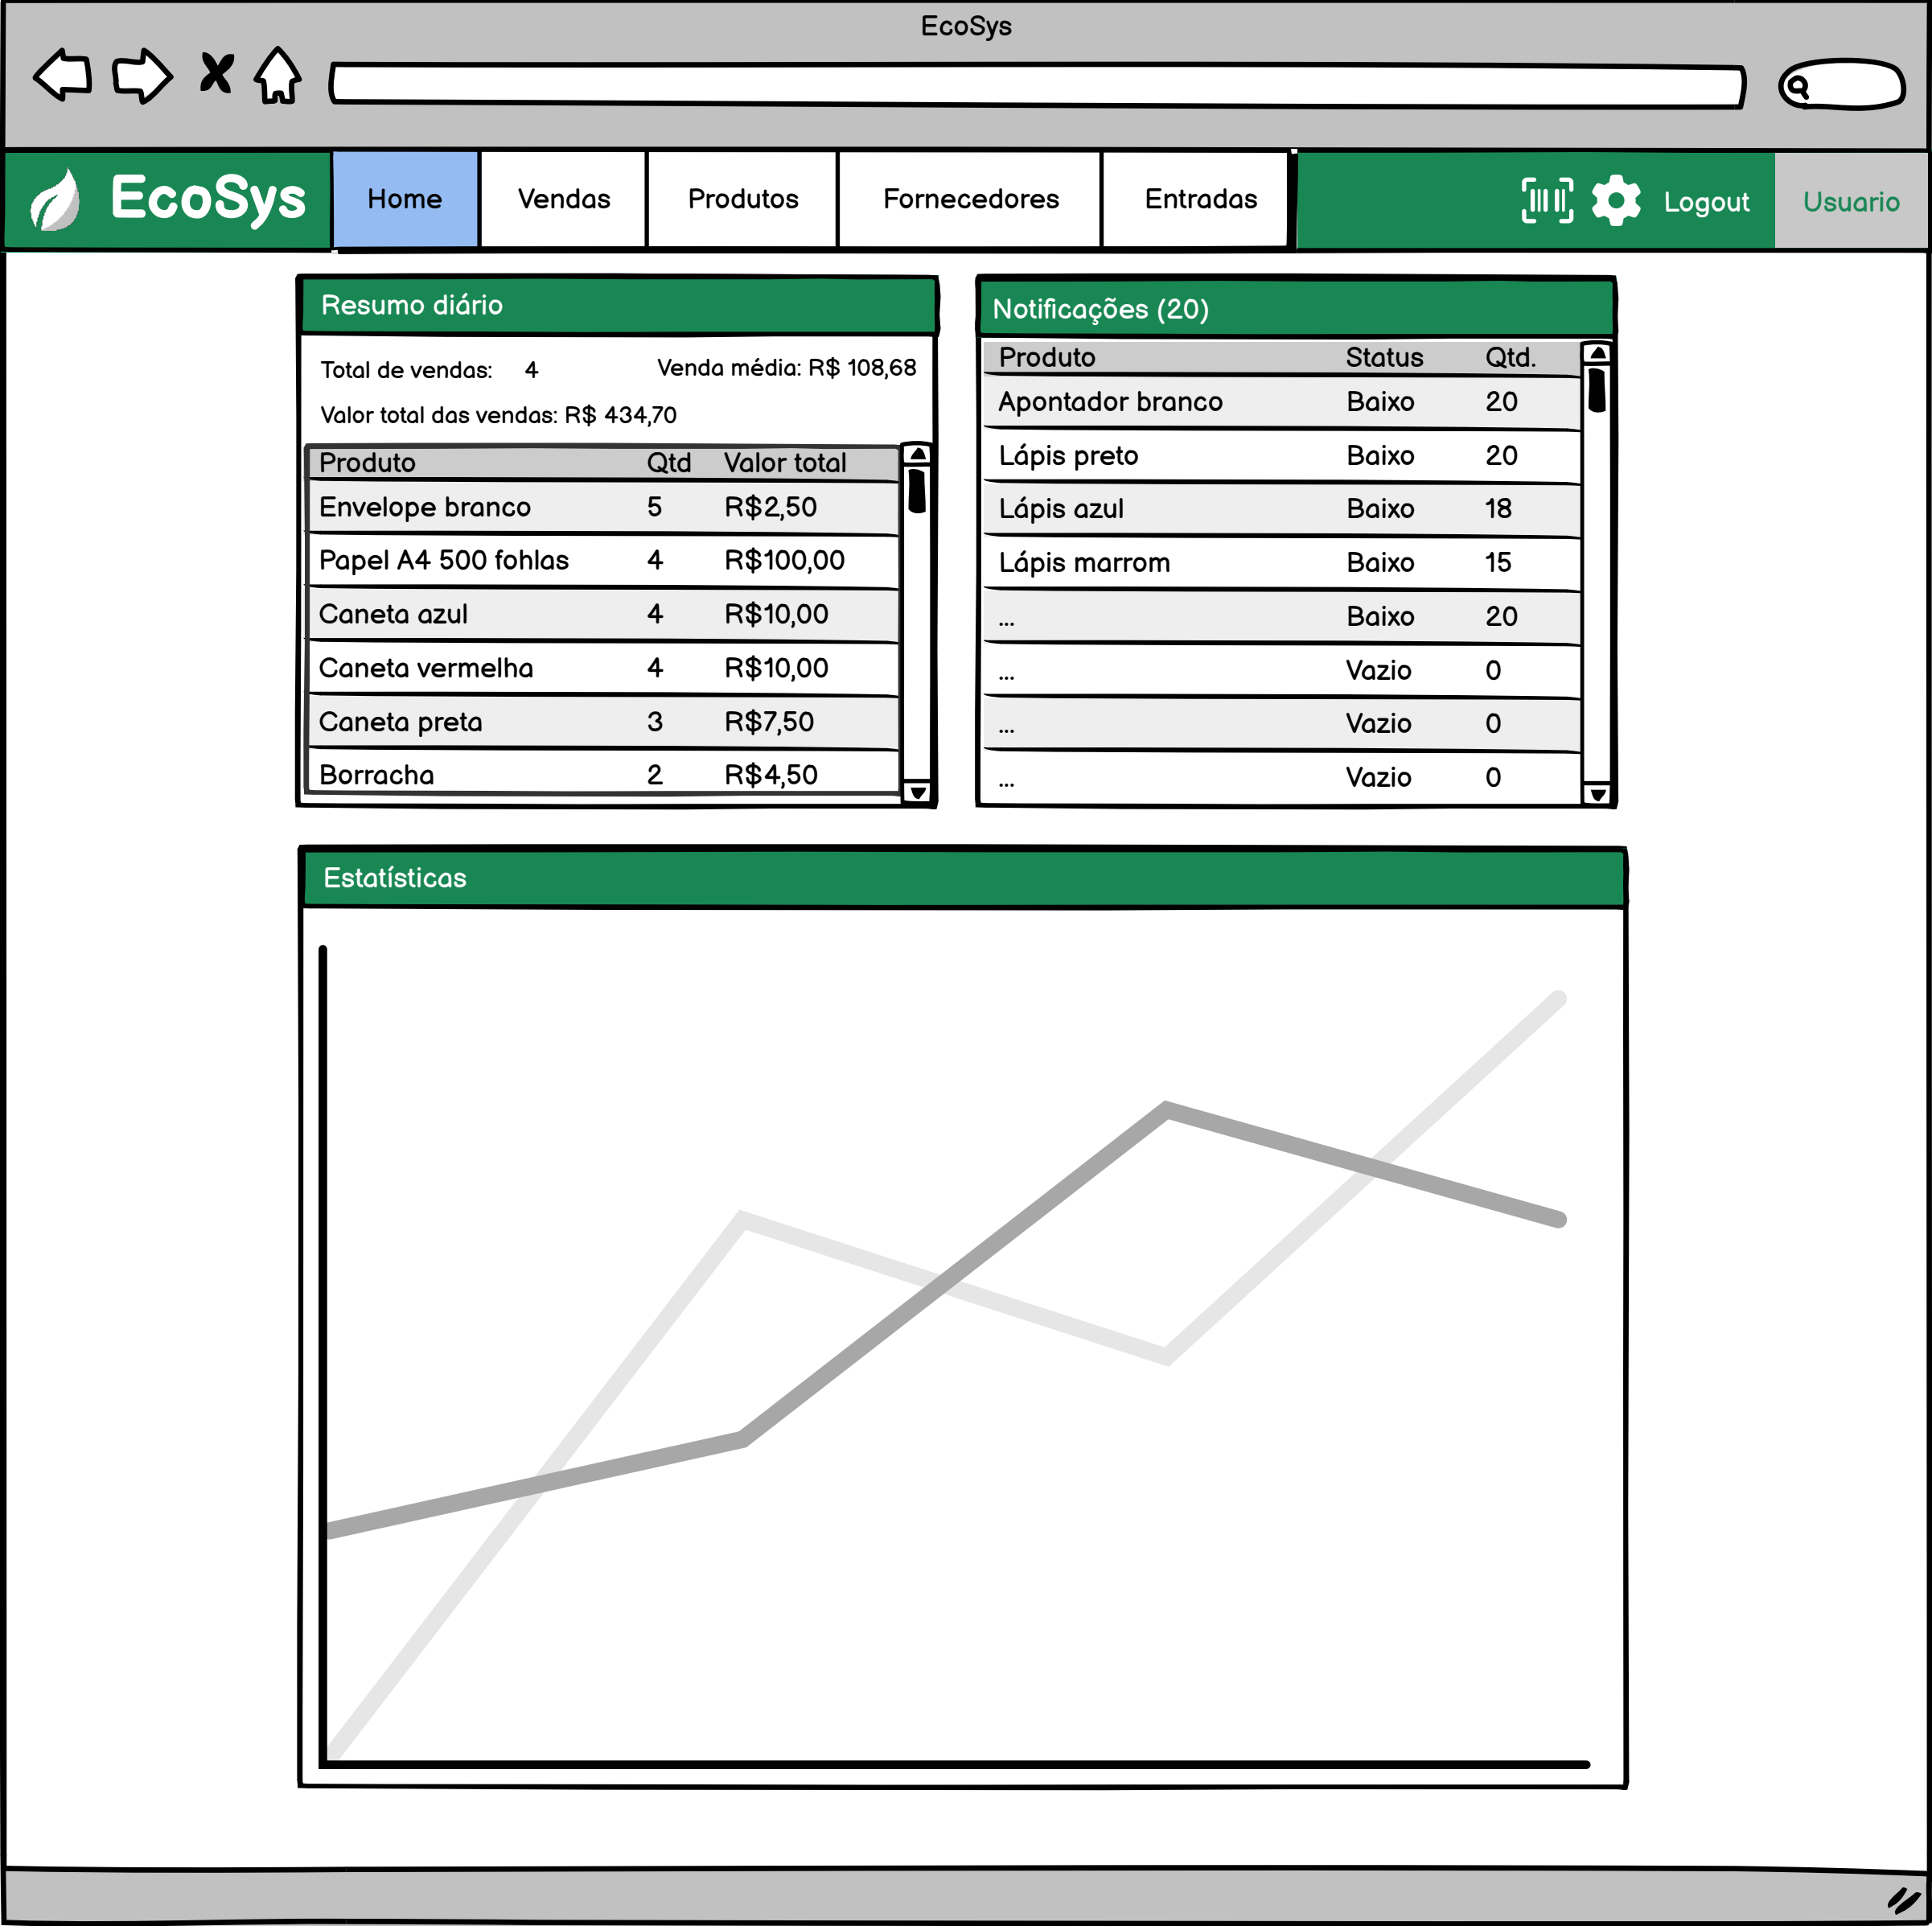 EcoSys
EcoSys Home Vendas Produtos Fornecedores Entradas Logout Usuario
Resumo diário
Total de vendas: 4 Venda média: R$ 108,68
Valor total das vendas: R$ 434,70
Produto Qtd Valor total
Envelope branco 5 R$2,50
Papel A4 500 fohlas 4 R$100,00
Caneta azul 4 R$10,00
Caneta vermelha 4 R$10,00
Caneta preta 3 R$7,50
Borracha 2 R$4,50
Notificações (20)
Produto Status Qtd.
Apontador branco Baixo 20
Lápis preto Baixo 20
Lápis azul Baixo 18
Lápis marrom Baixo 15
... Baixo 20
... Vazio 0
... Vazio 0
... Vazio 0
Estatísticas